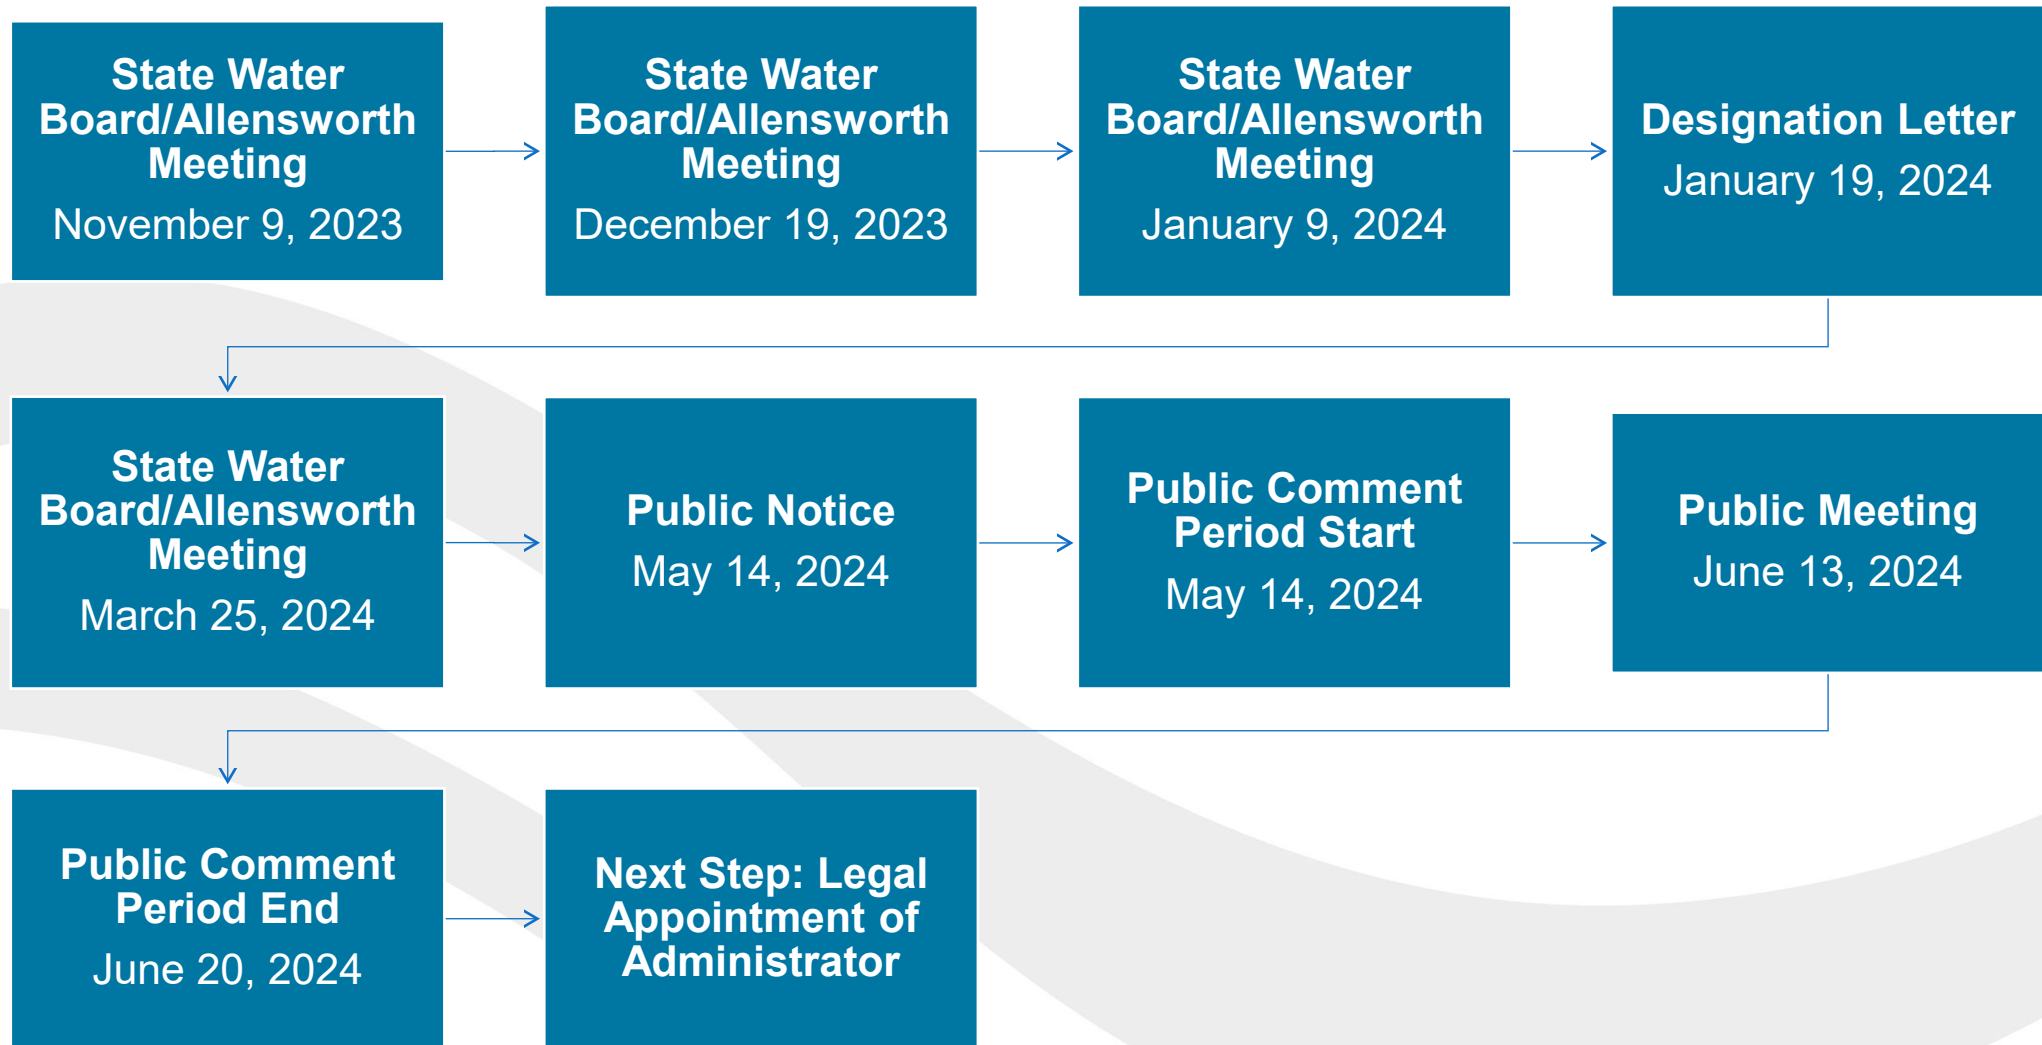 State Water
Board/Allensworth
Meeting
November 9, 2023
State Water
Board/Allensworth
Meeting
December 19, 2023
State Water
Board/Allensworth
Meeting
January 9, 2024
Designation Letter
January 19, 2024
State Water
Board/Allensworth
Meeting
March 25, 2024
Public Notice
May 14, 2024
Public Comment
Period Start
May 14, 2024
Public Meeting
June 13, 2024
Public Comment
Period End
June 20, 2024
Next Step: Legal
Appointment of
Administrator